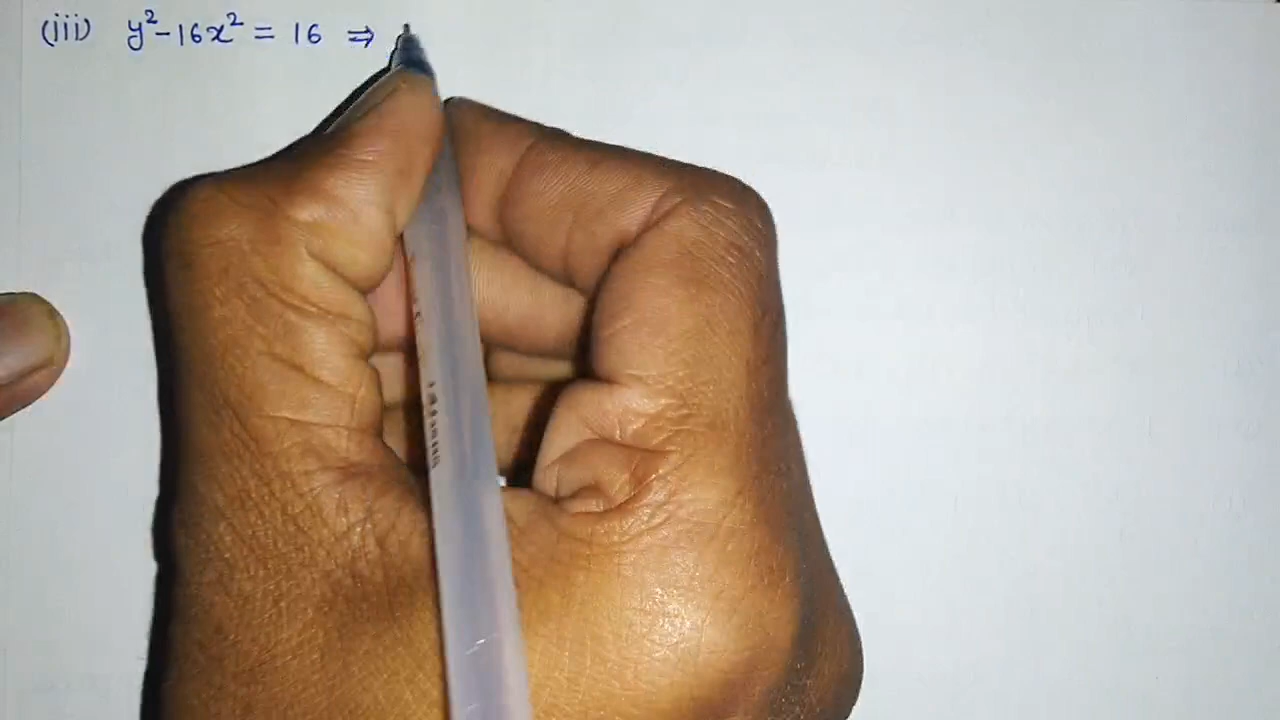 (iii) y² - 16x² = 16 ⇒